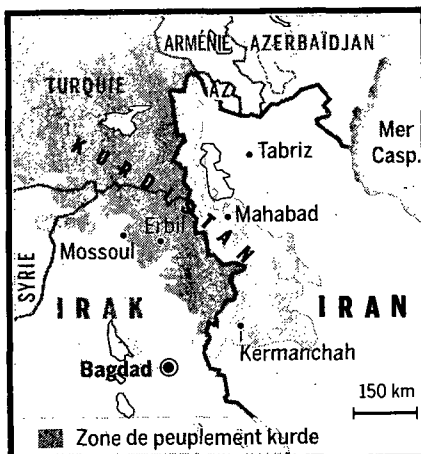 ARMÉNIE
AZERBAÏDJAN
TURQUIE
AZ.
Mer
Casp.
Tabriz
KURDISTAN
Mahabad
Erbil
Mossoul
SYRIE
IRAK
IRAN
Kermanchah
Bagdad
150 km
Zone de peuplement kurde